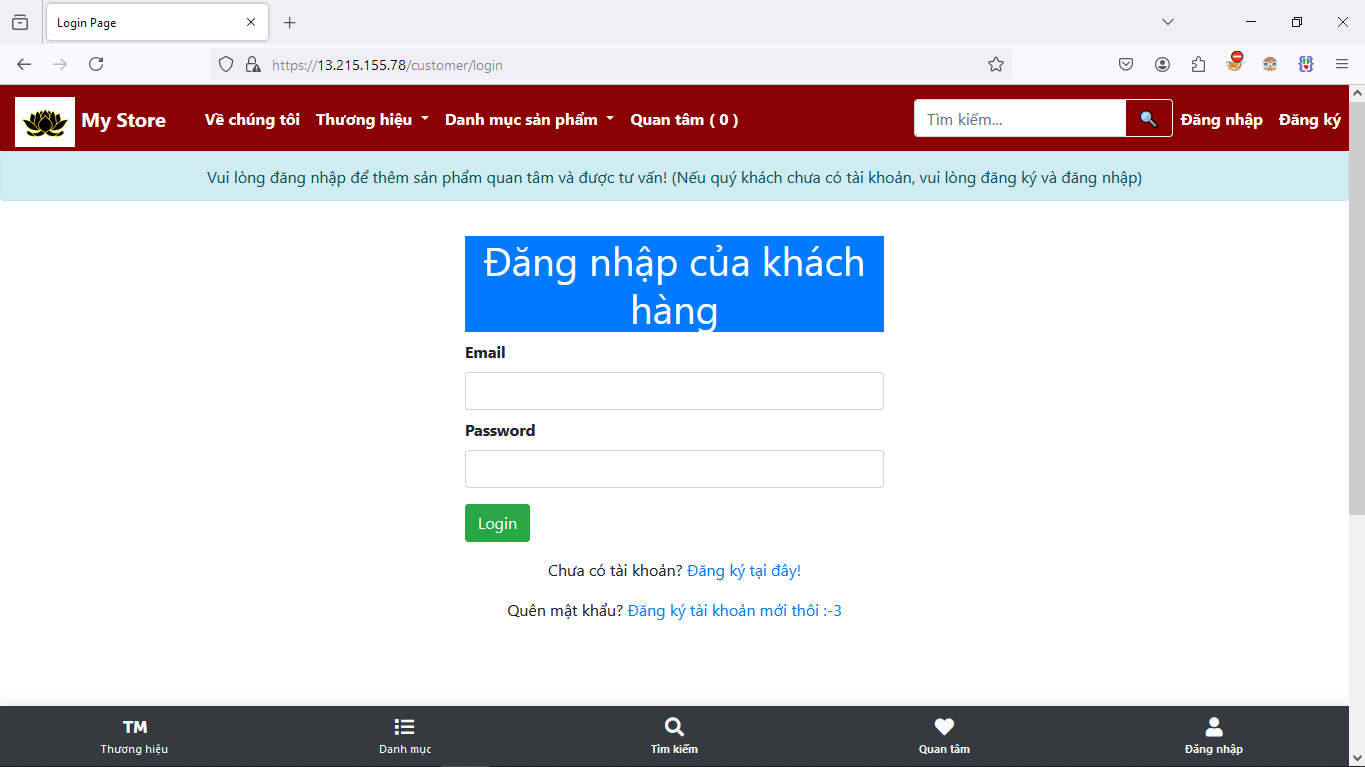 Login Page
https://13.215.155.78/customer/login
My Store
Về chúng tôi
Thương hiệu
Danh mục sản phẩm
Quan tâm ( 0 )
Tìm kiếm...
Đăng nhập
Đăng ký
Vui lòng đăng nhập để thêm sản phẩm quan tâm và được tư vấn! (Nếu quý khách chưa có tài khoản, vui lòng đăng ký và đăng nhập)
Đăng nhập của khách
hàng
Email
Password
Login
Chưa có tài khoản? Đăng ký tại đây!
Quên mật khẩu? Đăng ký tài khoản mới thôi :-3
TM
Thương hiệu
Danh mục
Tìm kiếm
Quan tâm
Đăng nhập